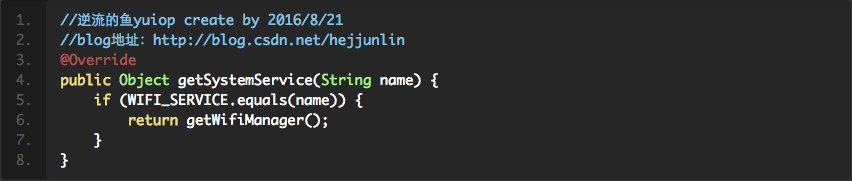 1. //逆流的鱼yuiop create by 2016/8/21
2. //blog地址：http://blog.csdn.net/hejjunlin
3. @Override
4. public Object getSystemService(String name) {
5.     if (WIFI_SERVICE.equals(name)) {
6.         return getWifiManager();
7.     }
8. }